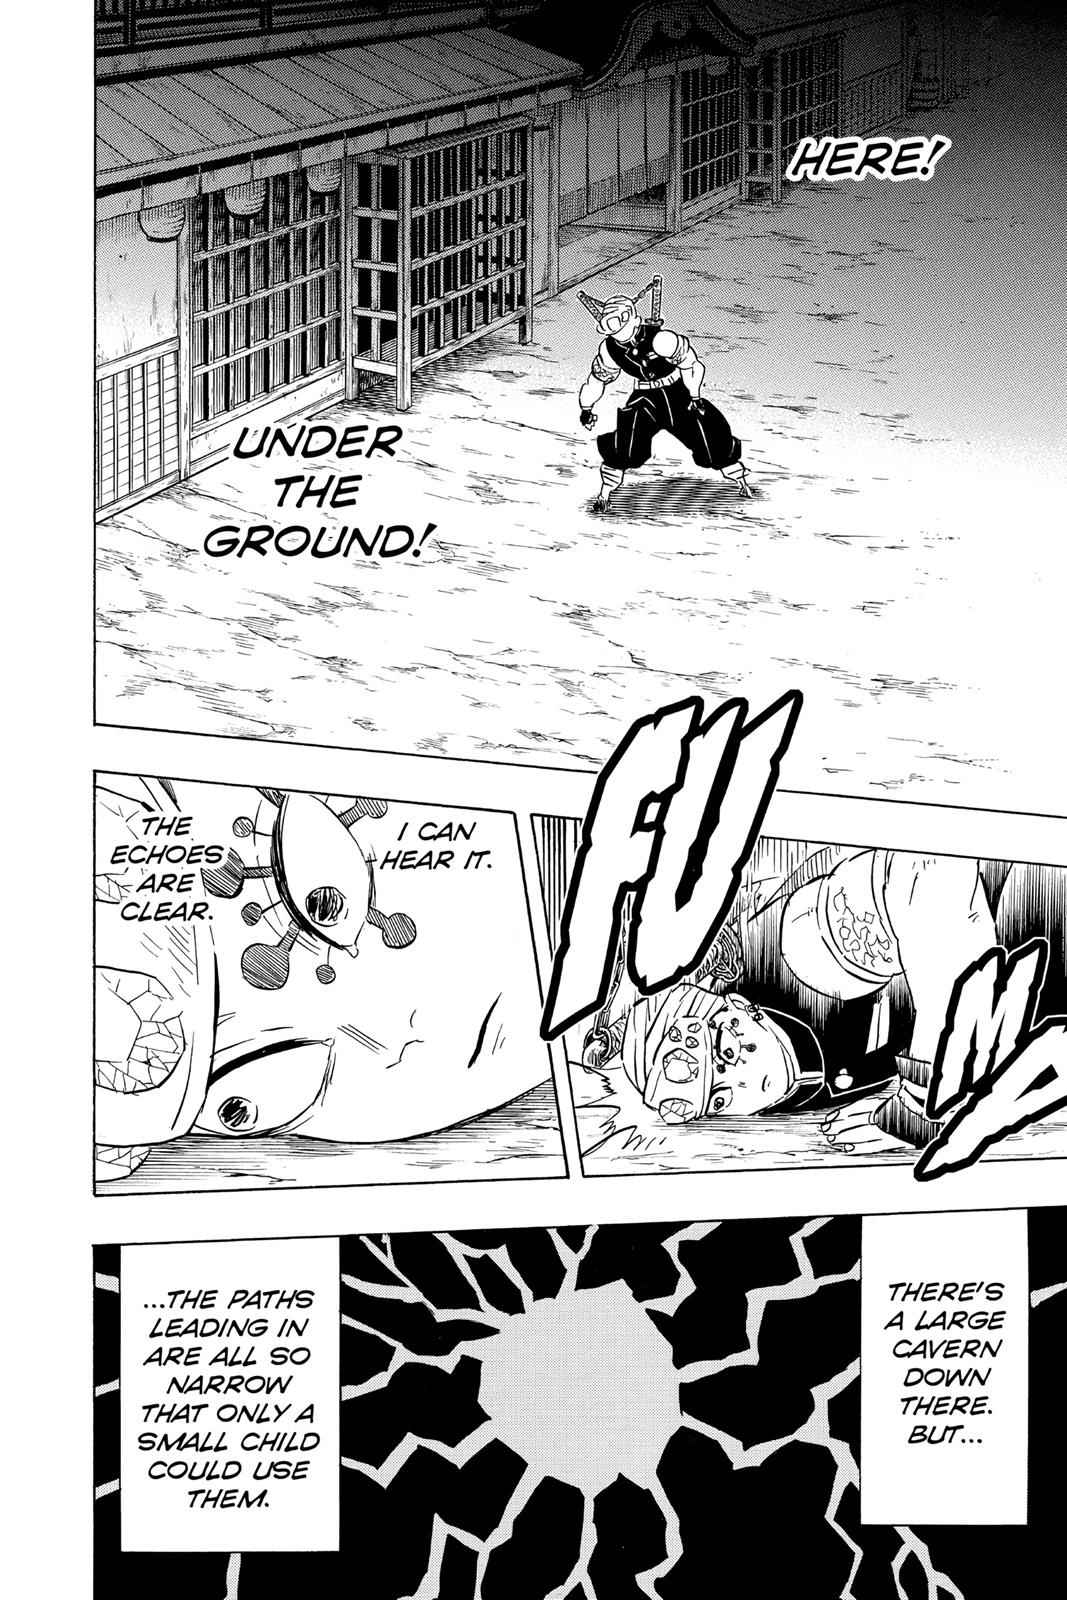 HERE!
UNDER
THE
GROUND!
FU
MP
I CAN
HEAR IT.
THE
ECHOES
ARE
CLEAR.
THERE'S
A LARGE
CAVERN
DOWN
THERE.
BUT...
...THE PATHS
LEADING IN
ARE ALL SO
NARROW
THAT ONLY A
SMALL CHILD
COULD USE
THEM.